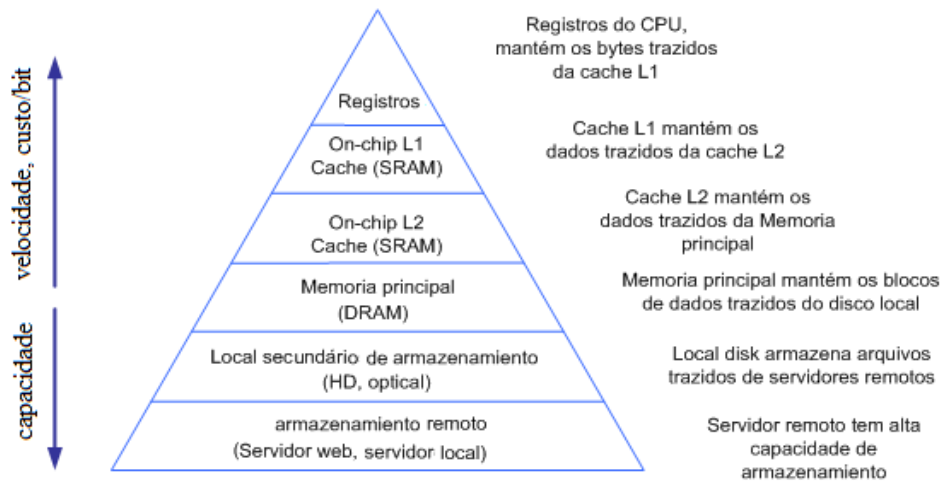 velocidade, custo/bit
capacidade
Registros
On-chip L1
Cache (SRAM)
On-chip L2
Cache (SRAM)
Memoria principal
(DRAM)
Local secundário de armazenamiento
(HD, optical)
armazenamiento remoto
(Servidor web, servidor local)
Registros do CPU,
mantém os bytes trazidos
da cache L1
Cache L1 mantém os
dados trazidos da cache L2
Cache L2 mantém os
dados trazidos da Memoria
principal
Memoria principal mantém os blocos
de dados trazidos do disco local
Local disk armazena arquivos
trazidos de servidores remotos
Servidor remoto tem alta
capacidade de
armazenamiento